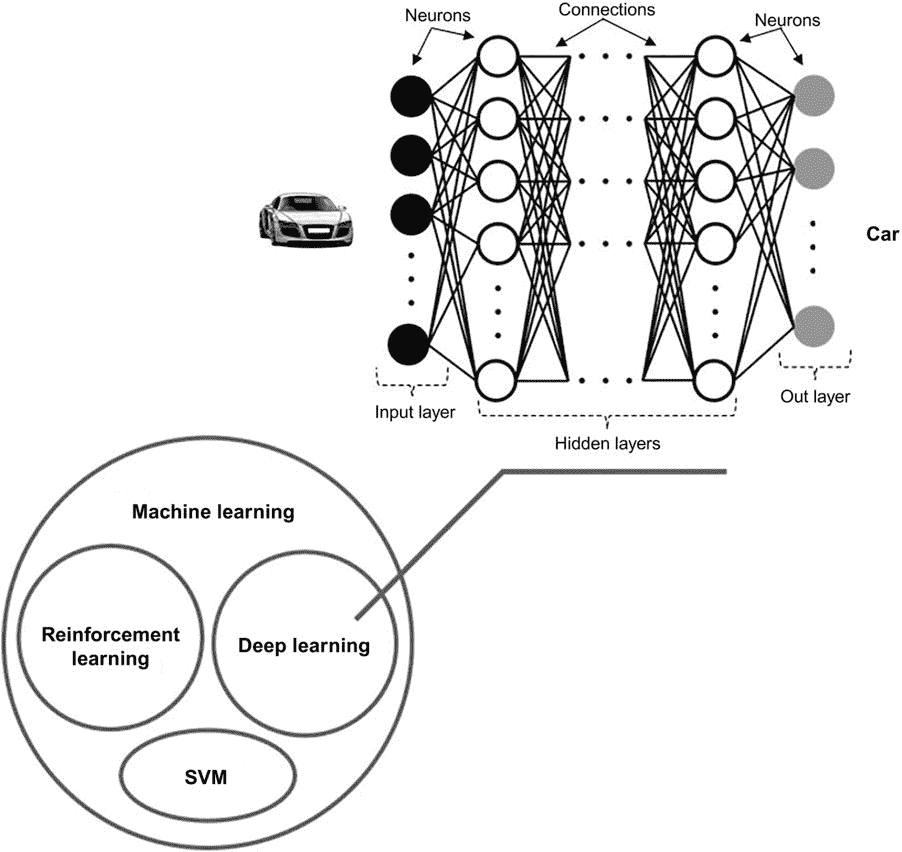 Neurons
Connections
Neurons
Car
Input layer
Out layer
Hidden layers
Machine learning
Reinforcement
learning
Deep learning
SVM